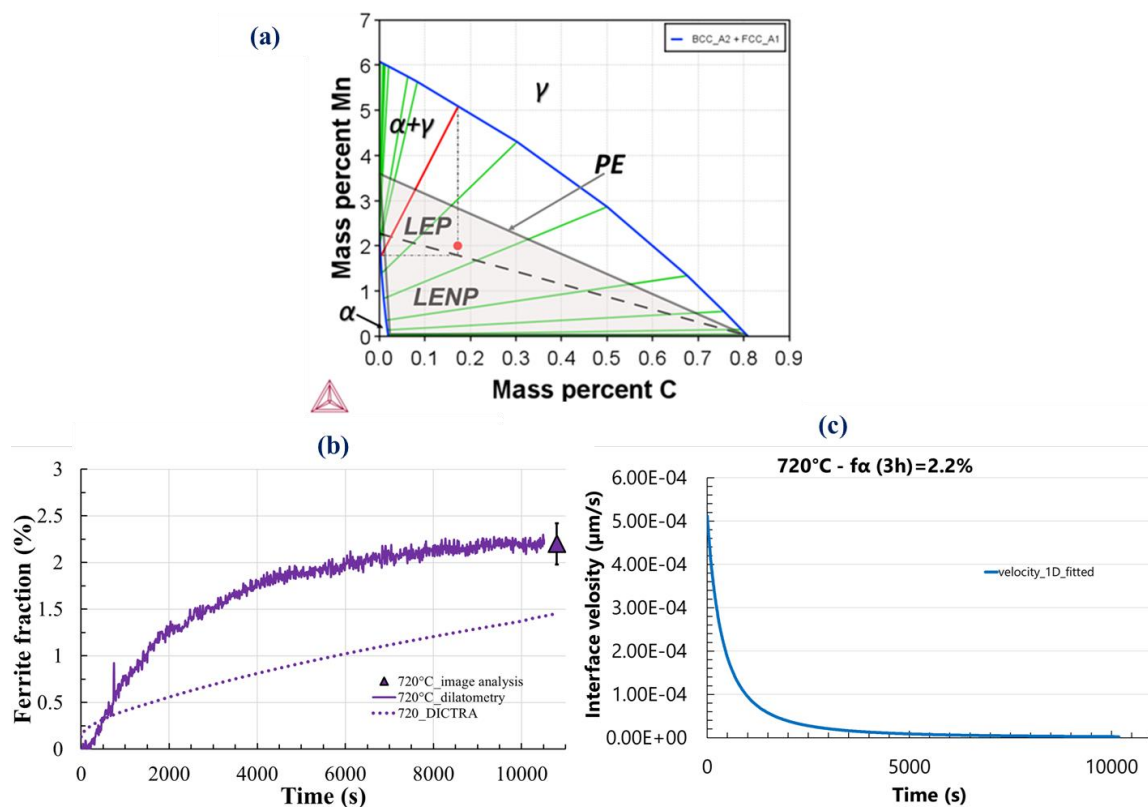 (a)
7
6
5
4
3
2
1
0
Mass percent Mn
BCC_A2 + FCC_A1
γ
α+γ
PE
LEP
LENP
α
0.0 0.1 0.2 0.3 0.4 0.5 0.6 0.7 0.8 0.9
Mass percent C
(b)
3
2.5
2
1.5
1
0.5
0
Ferrite fraction (%)
720°C_image analysis
720°C_dilatometry
720_DICTRA
0 2000 4000 6000 8000 10000
Time (s)
(c)
720°C - fα (3h)=2.2%
6.00E-04
5.00E-04
4.00E-04
3.00E-04
2.00E-04
1.00E-04
0.00E+00
Interface velosity (μm/s)
velocity_1D_fitted
0 5000 10000
Time (s)